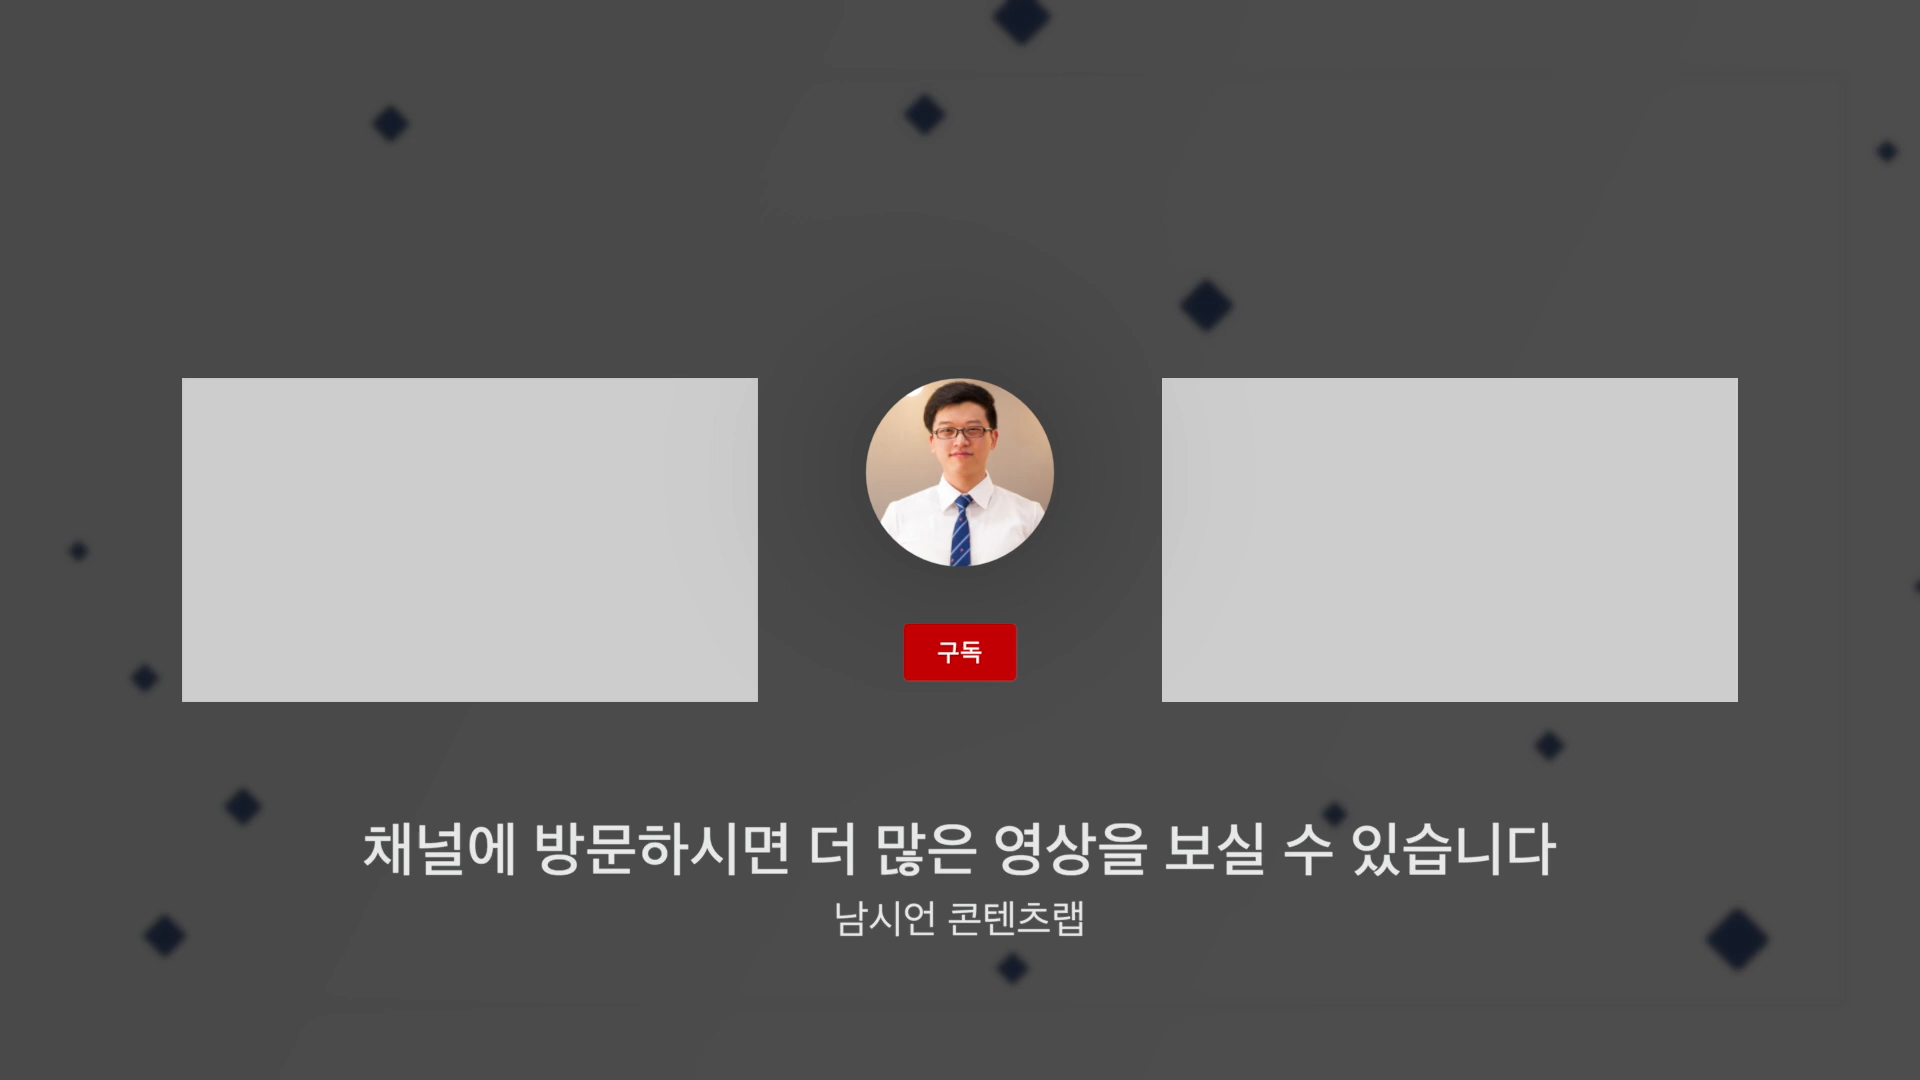 구독
채널에 방문하시면 더 많은 영상을 보실 수 있습니다
남시언 콘텐츠랩